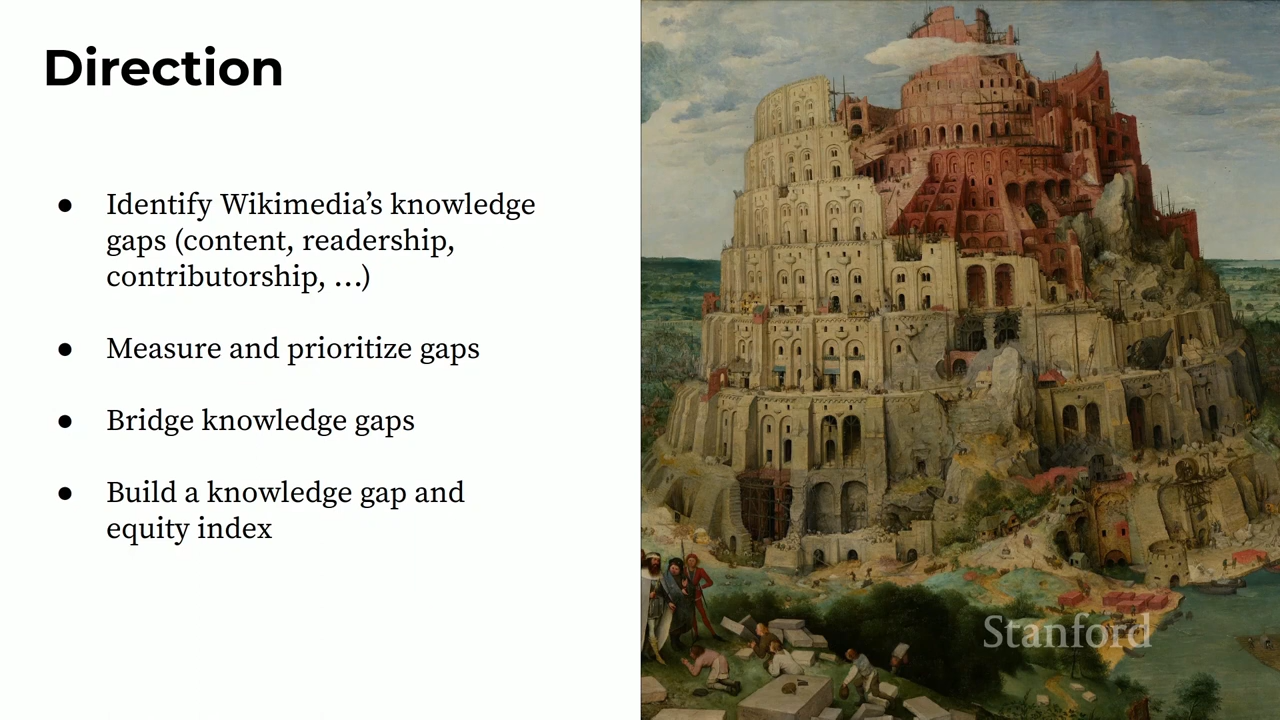 Direction
● Identify Wikimedia’s knowledge
gaps (content, readership,
contributorship, …)
● Measure and prioritize gaps
● Bridge knowledge gaps
● Build a knowledge gap and
equity index
Stanford